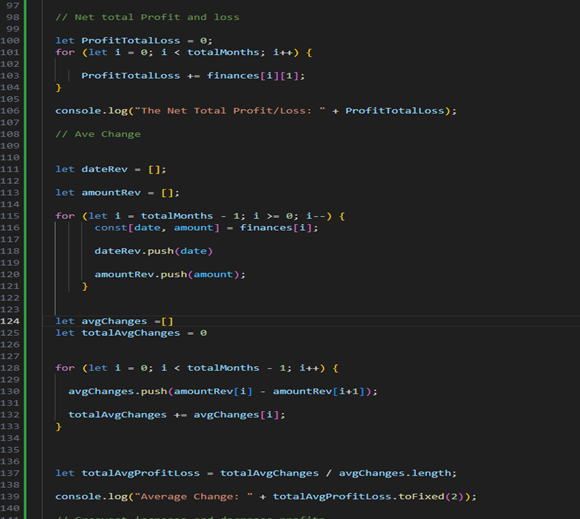 97
98 // Net total Profit and loss
99
100 let ProfitTotalLoss = 0;
101 for (let i = 0; i < totalMonths; i++) {
102
103 ProfitTotalLoss += finances[i][1];
104 }
105
106 console.log("The Net Total Profit/Loss: " + ProfitTotalLoss);
107
108 // Ave Change
109
110
111 let dateRev = [];
112
113 let amountRev = [];
114
115 for (let i = totalMonths - 1; i >= 0; i--) {
116 const[date, amount] = finances[i];
117
118 dateRev.push(date)
119
120 amountRev.push(amount);
121 }
122
123
124 let avgChanges =[]
125 let totalAvgChanges = 0
126
127
128 for (let i = 0; i < totalMonths - 1; i++) {
129
130 avgChanges.push(amountRev[i] - amountRev[i+1]);
131
132 totalAvgChanges += avgChanges[i];
133 }
134
135
136
137 let totalAvgProfitLoss = totalAvgChanges / avgChanges.length;
138
139 console.log("Average Change: " + totalAvgProfitLoss.toFixed(2));
140